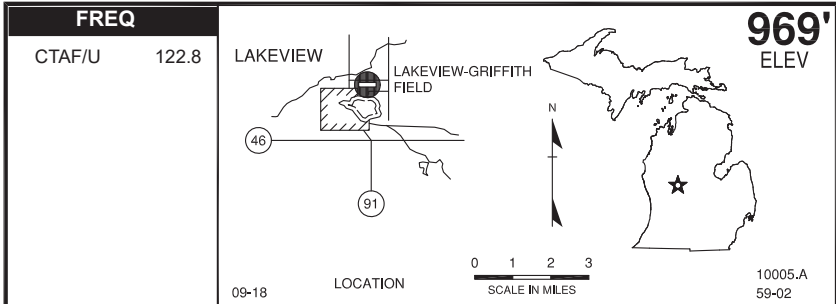 FREQ
CTAF/U 122.8
LAKEVIEW
LAKEVIEW-GRIFFITH
FIELD
46
91
N
969'
ELEV
0 1 2 3
SCALE IN MILES
LOCATION
09-18
10005.A
59-02